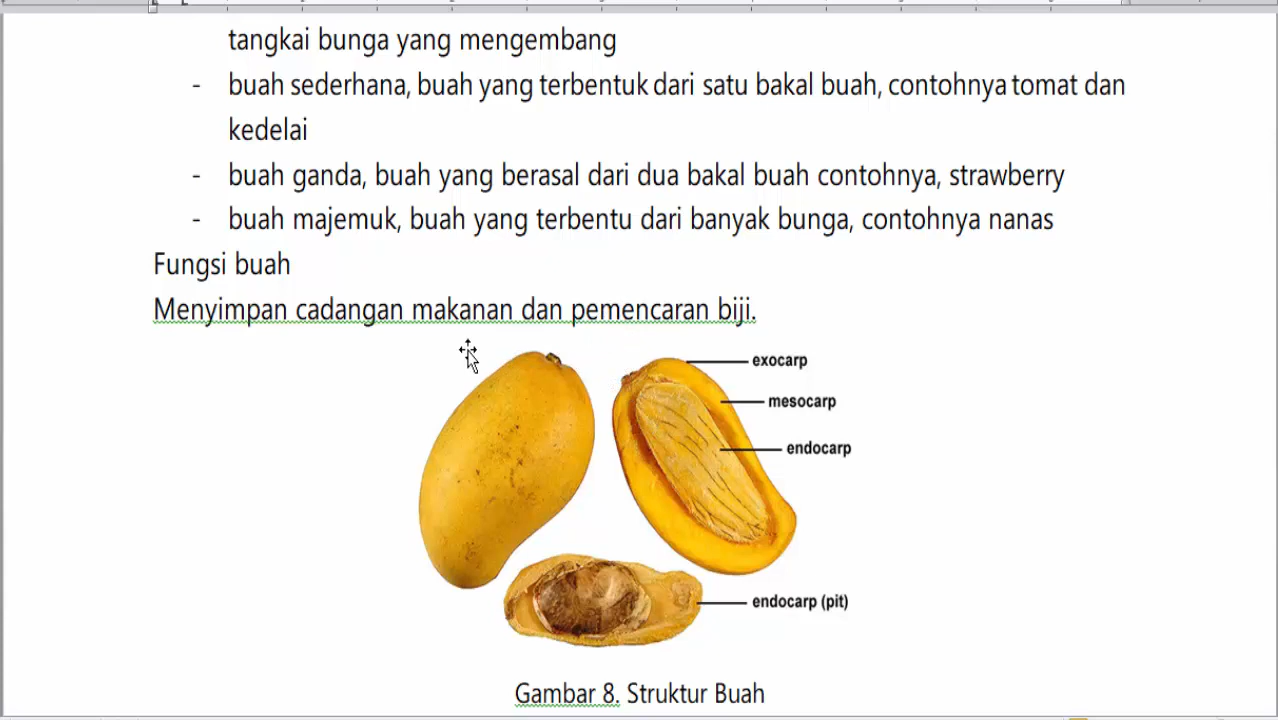 tangkai bunga yang mengembang
- buah sederhana, buah yang terbentuk dari satu bakal buah, contohnya tomat dan
kedelai
- buah ganda, buah yang berasal dari dua bakal buah contohnya, strawberry
- buah majemuk, buah yang terbentu dari banyak bunga, contohnya nanas
Fungsi buah
Menyimpan cadangan makanan dan pemencaran biji.
exocarp
mesocarp
endocarp
endocarp (pit)
Gambar 8. Struktur Buah